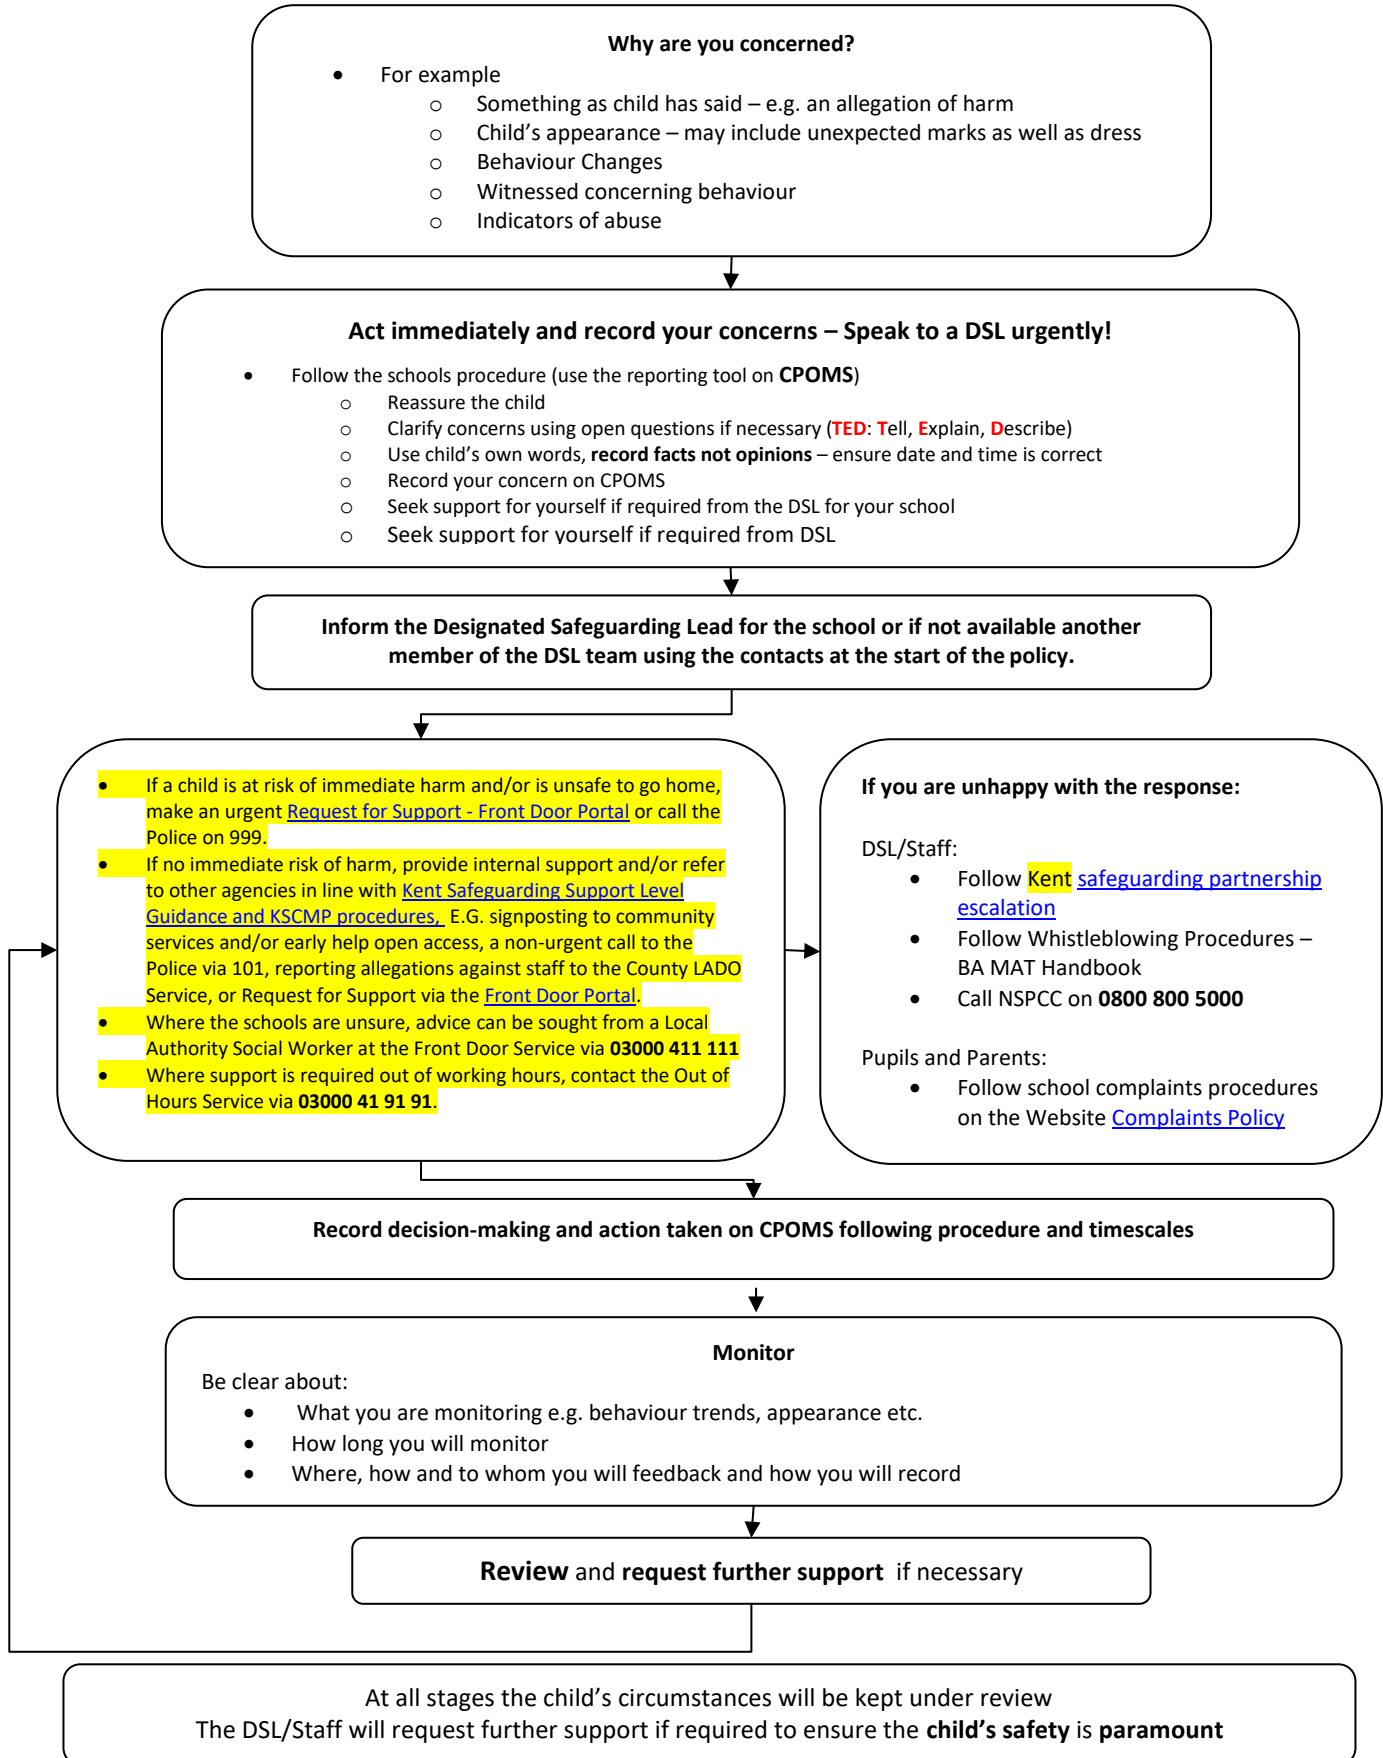 Why are you concerned?
• For example
o Something as child has said – e.g. an allegation of harm
o Child's appearance – may include unexpected marks as well as dress
o Behaviour Changes
o Witnessed concerning behaviour
o Indicators of abuse
Act immediately and record your concerns – Speak to a DSL urgently!
• Follow the schools procedure (use the reporting tool on CPOMS)
o Reassure the child
o Clarify concerns using open questions if necessary (TED: Tell, Explain, Describe)
o Use child's own words, record facts not opinions – ensure date and time is correct
o Record your concern on CPOMS
o Seek support for yourself if required from the DSL for your school
o Seek support for yourself if required from DSL
Inform the Designated Safeguarding Lead for the school or if not available another
member of the DSL team using the contacts at the start of the policy.
• If a child is at risk of immediate harm and/or is unsafe to go home,
make an urgent Request for Support - Front Door Portal or call the
Police on 999.
• If no immediate risk of harm, provide internal support and/or refer
to other agencies in line with Kent Safeguarding Support Level
Guidance and KSCMP procedures, E.G. signposting to community
services and/or early help open access, a non-urgent call to the
Police via 101, reporting allegations against staff to the County LADO
Service, or Request for Support via the Front Door Portal.
• Where the schools are unsure, advice can be sought from a Local
Authority Social Worker at the Front Door Service via 03000 411 111
• Where support is required out of working hours, contact the Out of
Hours Service via 03000 41 91 91.
If you are unhappy with the response:
DSL/Staff:
• Follow Kent safeguarding partnership
escalation
• Follow Whistleblowing Procedures –
BA MAT Handbook
• Call NSPCC on 0800 800 5000
Pupils and Parents:
• Follow school complaints procedures
on the Website Complaints Policy
Record decision-making and action taken on CPOMS following procedure and timescales
Monitor
Be clear about:
• What you are monitoring e.g. behaviour trends, appearance etc.
• How long you will monitor
• Where, how and to whom you will feedback and how you will record
Review and request further support if necessary
At all stages the child's circumstances will be kept under review
The DSL/Staff will request further support if required to ensure the child's safety is paramount